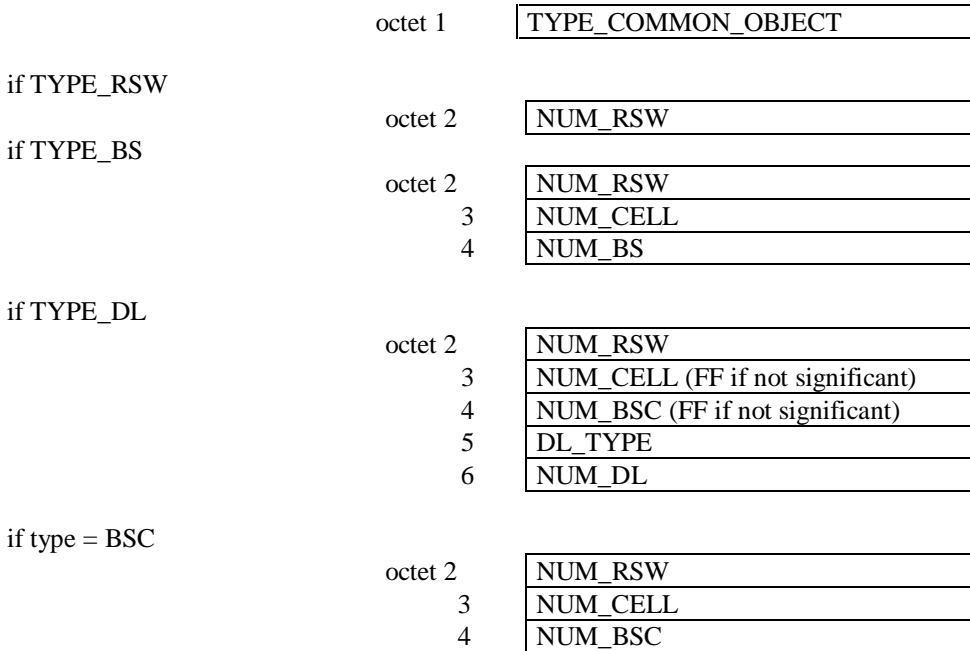 octet 1 TYPE_COMMON_OBJECT
if TYPE_RSW
octet 2 NUM_RSW
if TYPE_BS
octet 2 NUM_RSW
3 NUM_CELL
4 NUM_BS
if TYPE_DL
octet 2 NUM_RSW
3 NUM_CELL (FF if not significant)
4 NUM_BSC (FF if not significant)
5 DL_TYPE
6 NUM_DL
if type = BSC
octet 2 NUM_RSW
3 NUM_CELL
4 NUM_BSC